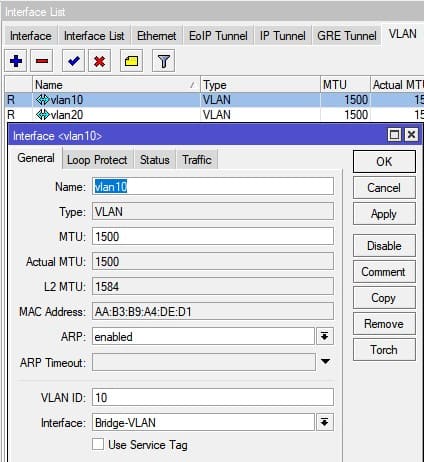 Interface List
Interface Interface List Ethernet EoIP Tunnel IP Tunnel GRE Tunnel VLAN
Name / Type MTU Actual MT
R vlan10 VLAN 1500 15
R vlan20 VLAN 1500 15
Interface <vlan10>
General Loop Protect Status Traffic
OK
Name: vlan10
Cancel
Type: VLAN
Apply
MTU: 1500
Disable
Actual MTU: 1500
Comment
L2 MTU: 1584
Copy
MAC Address: AA:B3:B9:A4:DE:D1
Remove
ARP: enabled
Torch
ARP Timeout:
VLAN ID: 10
Interface: Bridge-VLAN
Use Service Tag